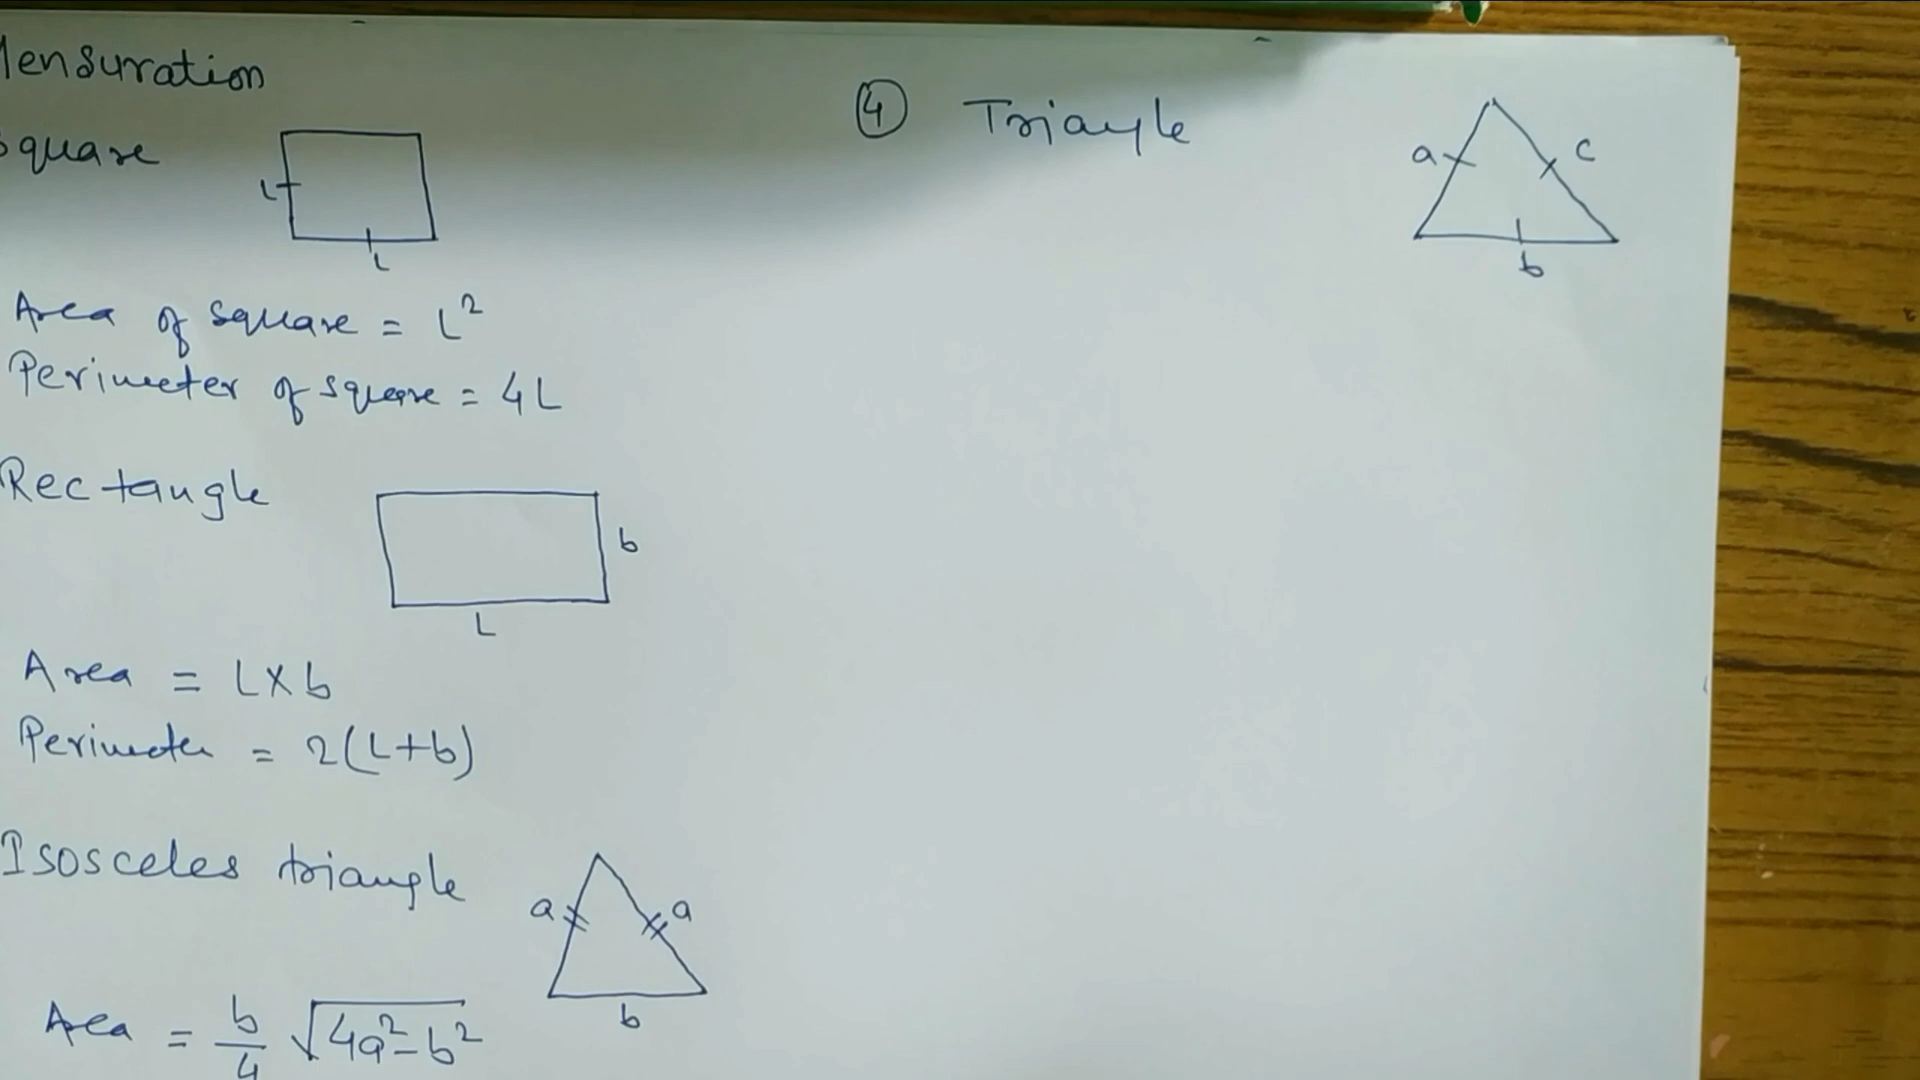 Mensuration
Square
L
L
Area of square = L²
Perimeter of square = 4L
Rectangle
b
L
Area = L×b
Perimeter = 2(L+b)
Isosceles triangle
a
a
b
Area = b/4 √4a²-b²
④ Triangle
a
c
b